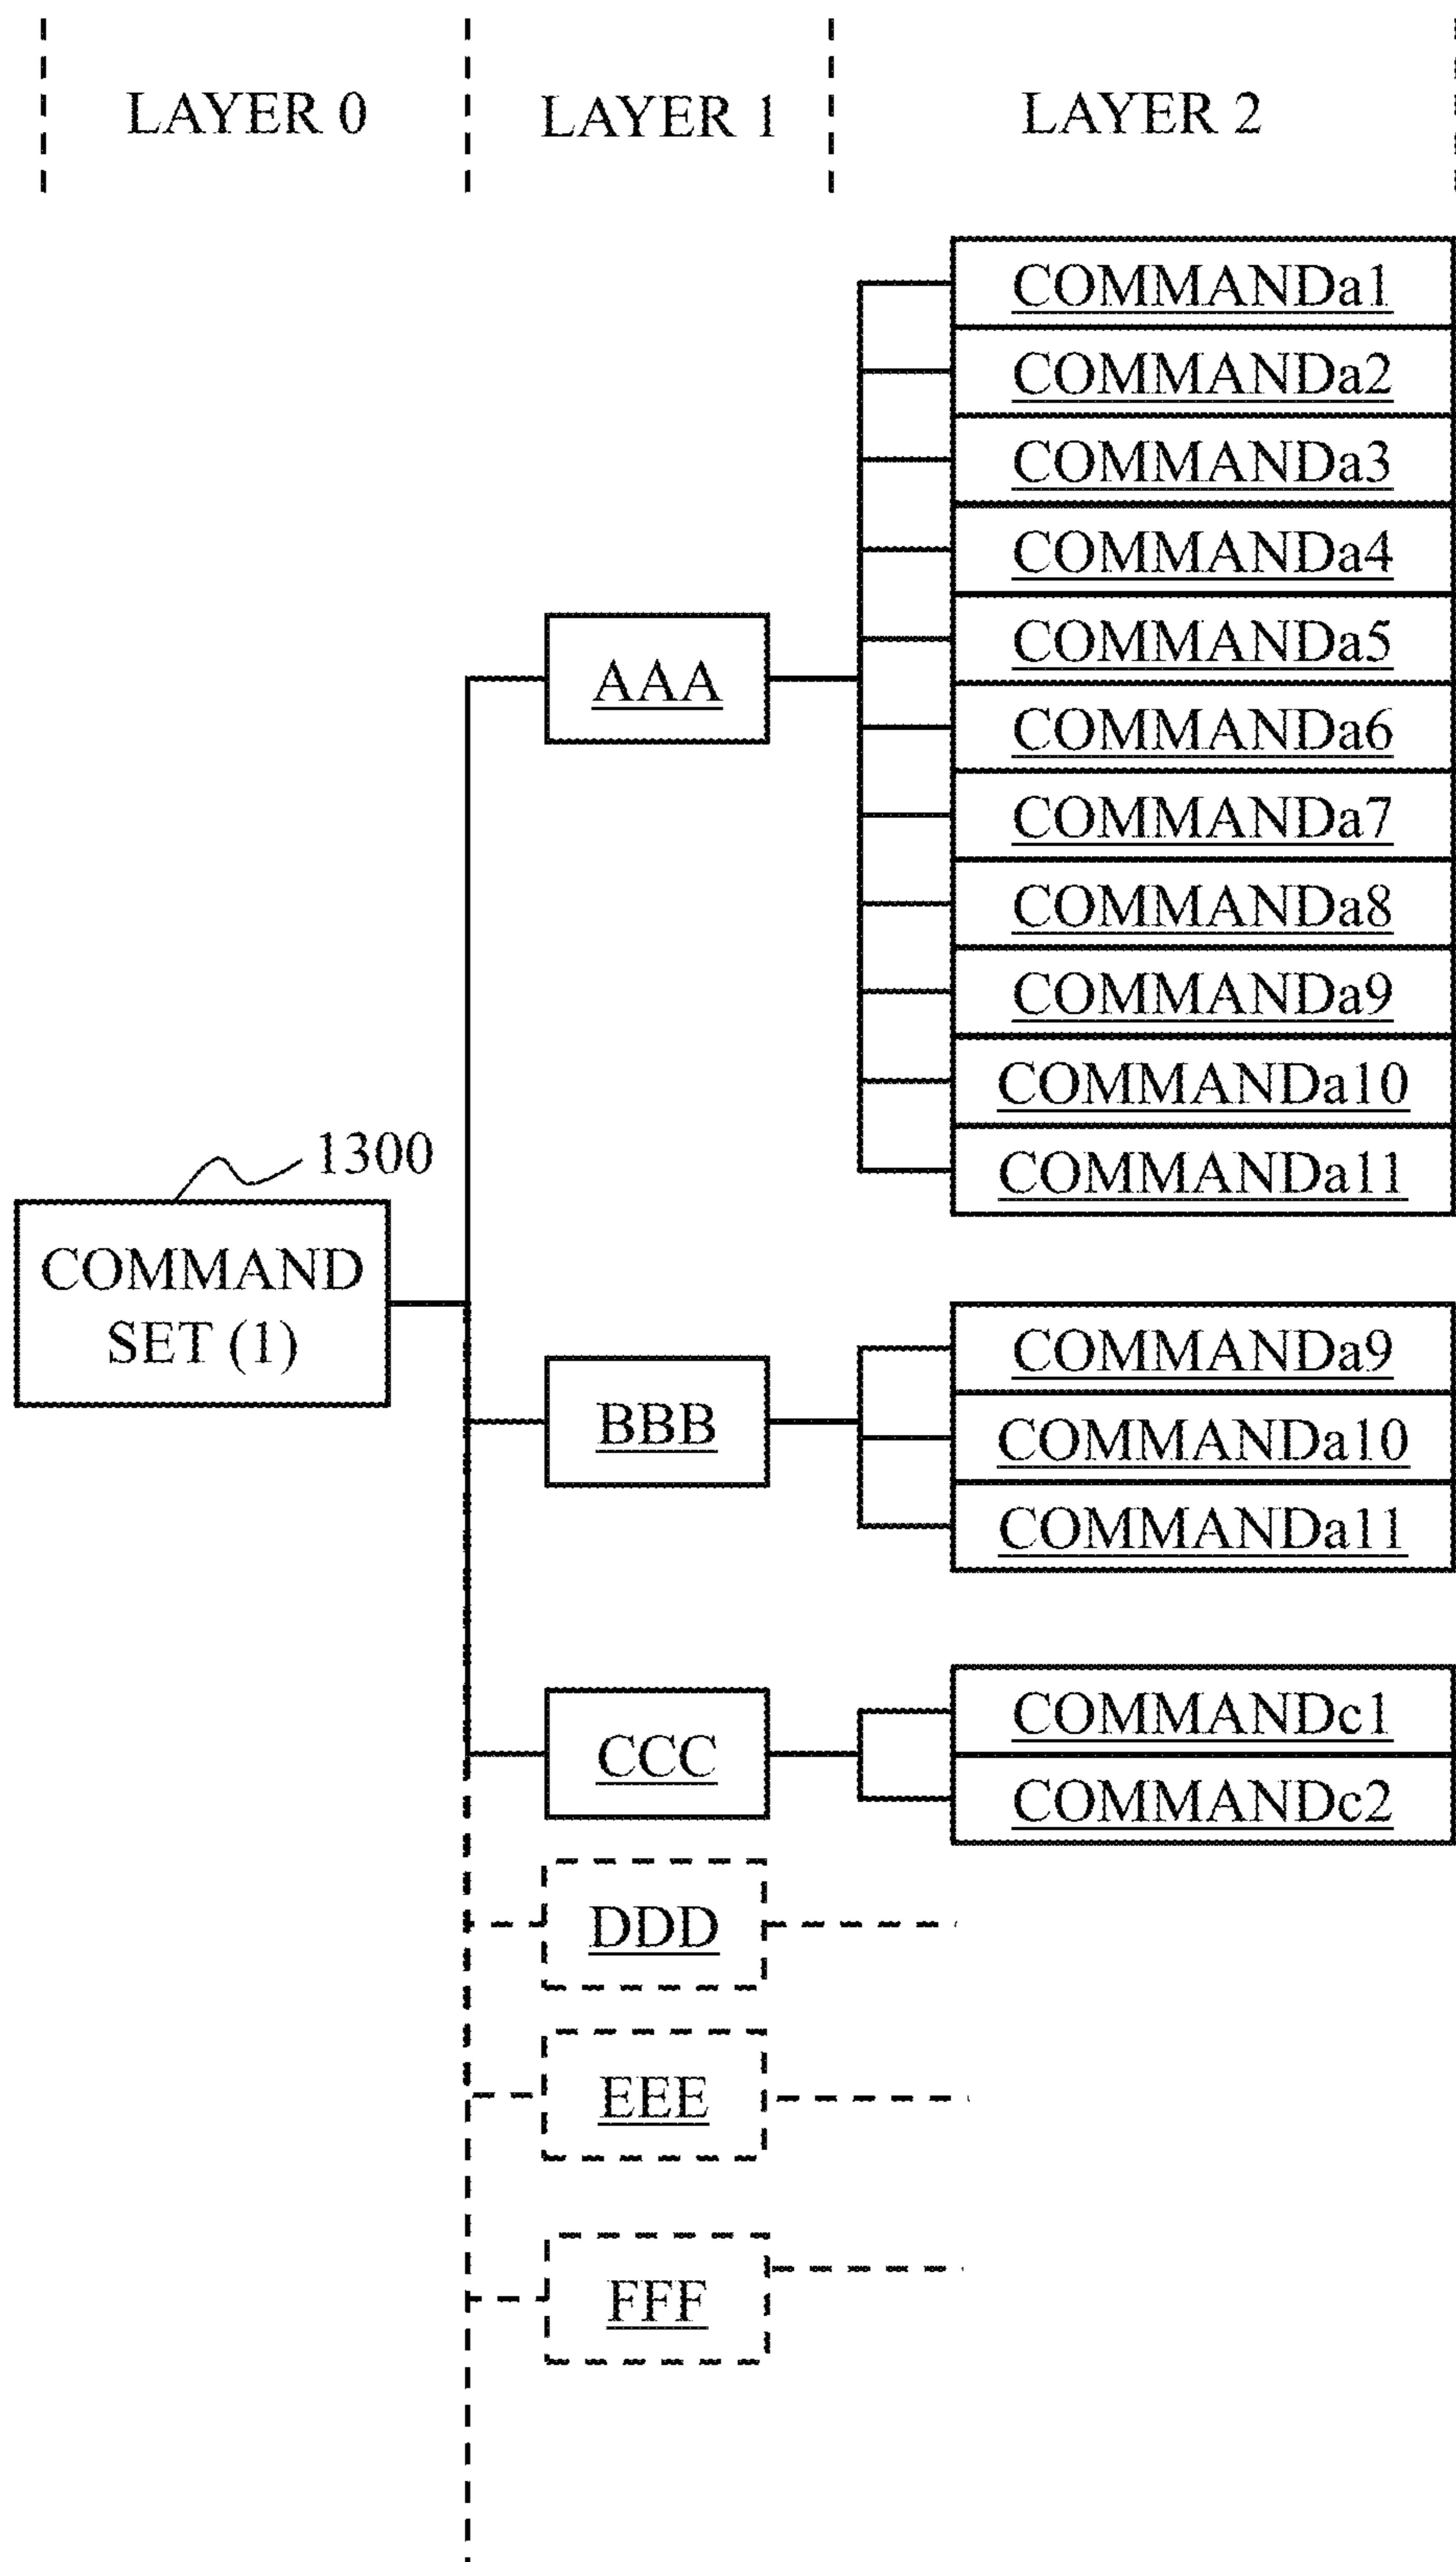 LAYER 0
LAYER 1
LAYER 2
COMMANDa1
COMMANDa2
COMMANDa3
COMMANDa4
COMMANDa5
AAA
COMMANDa6
COMMANDa7
COMMANDa8
COMMANDa9
COMMANDa10
COMMANDa11
1300
COMMAND
SET (1)
BBB
COMMANDa9
COMMANDa10
COMMANDa11
CCC
COMMANDc1
COMMANDc2
DDD
EEE
FFF